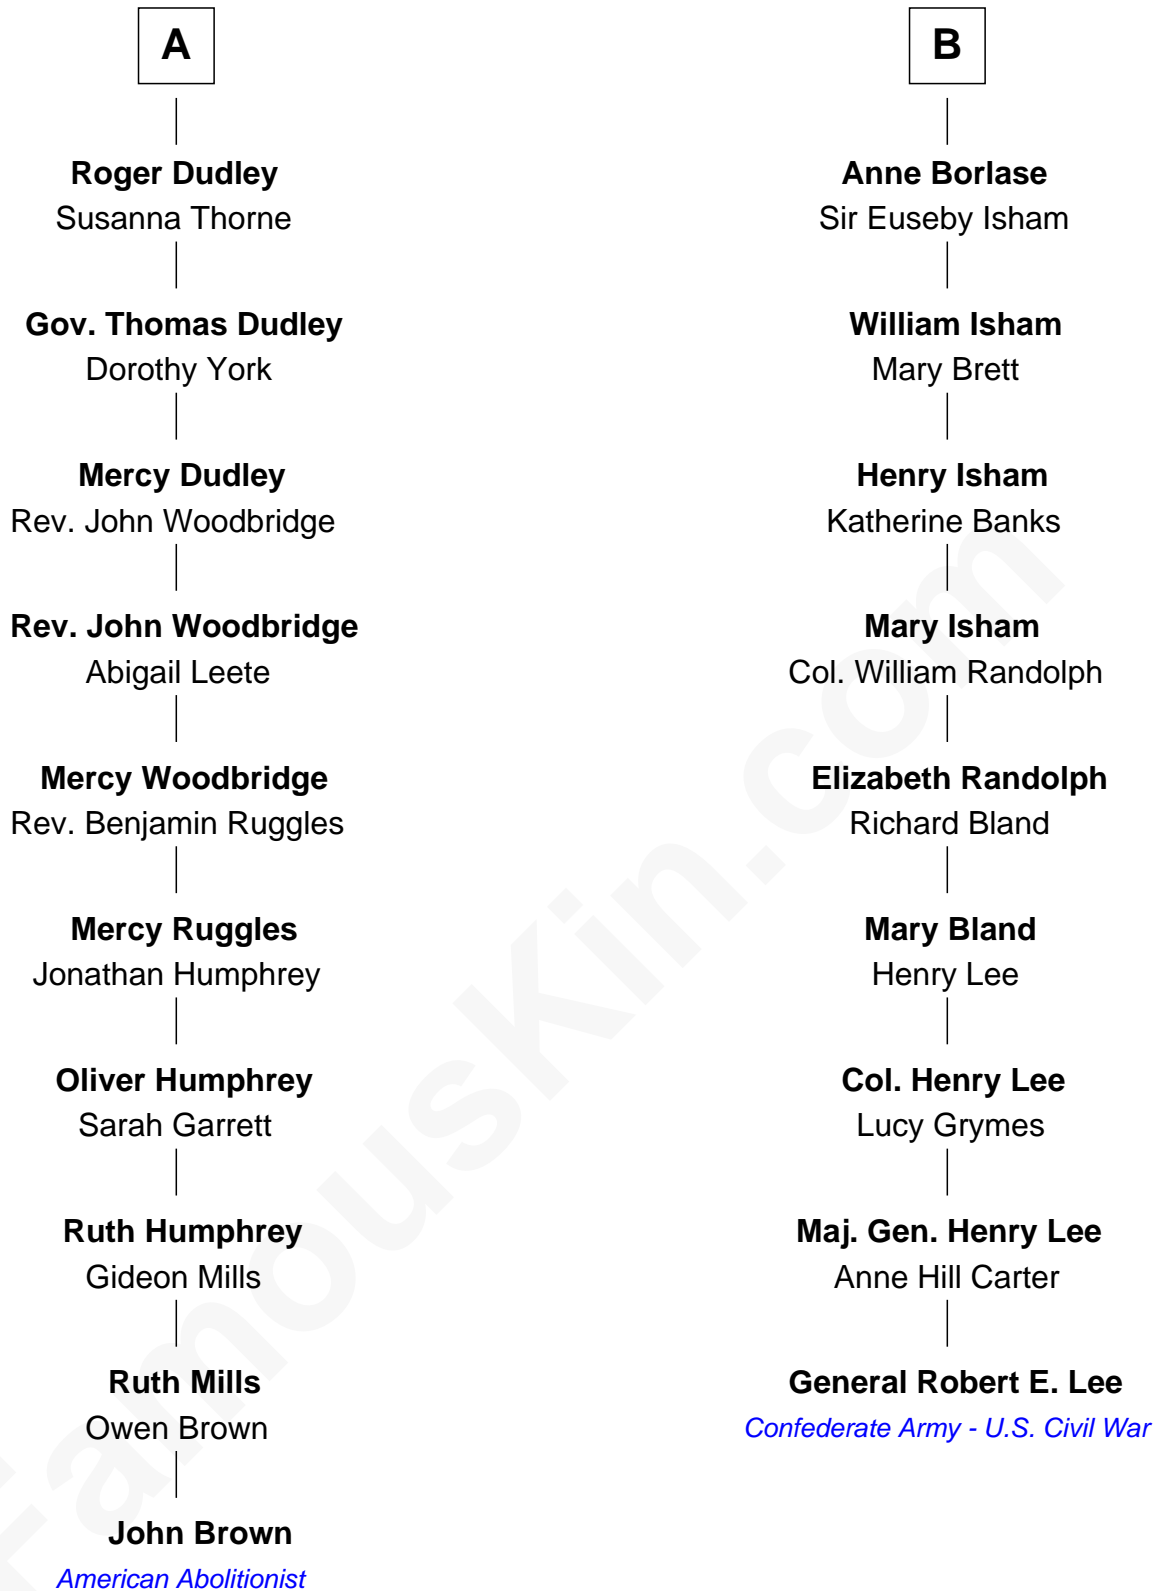 A
Roger Dudley
Susanna Thorne
Gov. Thomas Dudley
Dorothy York
Mercy Dudley
Rev. John Woodbridge
Rev. John Woodbridge
Abigail Leete
Mercy Woodbridge
Rev. Benjamin Ruggles
Mercy Ruggles
Jonathan Humphrey
Oliver Humphrey
Sarah Garrett
Ruth Humphrey
Gideon Mills
Ruth Mills
Owen Brown
John Brown
American Abolitionist
B
Anne Borlase
Sir Euseby Isham
William Isham
Mary Brett
Henry Isham
Katherine Banks
Mary Isham
Col. William Randolph
Elizabeth Randolph
Richard Bland
Mary Bland
Henry Lee
Col. Henry Lee
Lucy Grymes
Maj. Gen. Henry Lee
Anne Hill Carter
General Robert E. Lee
Confederate Army - U.S. Civil War
FamousKin.com